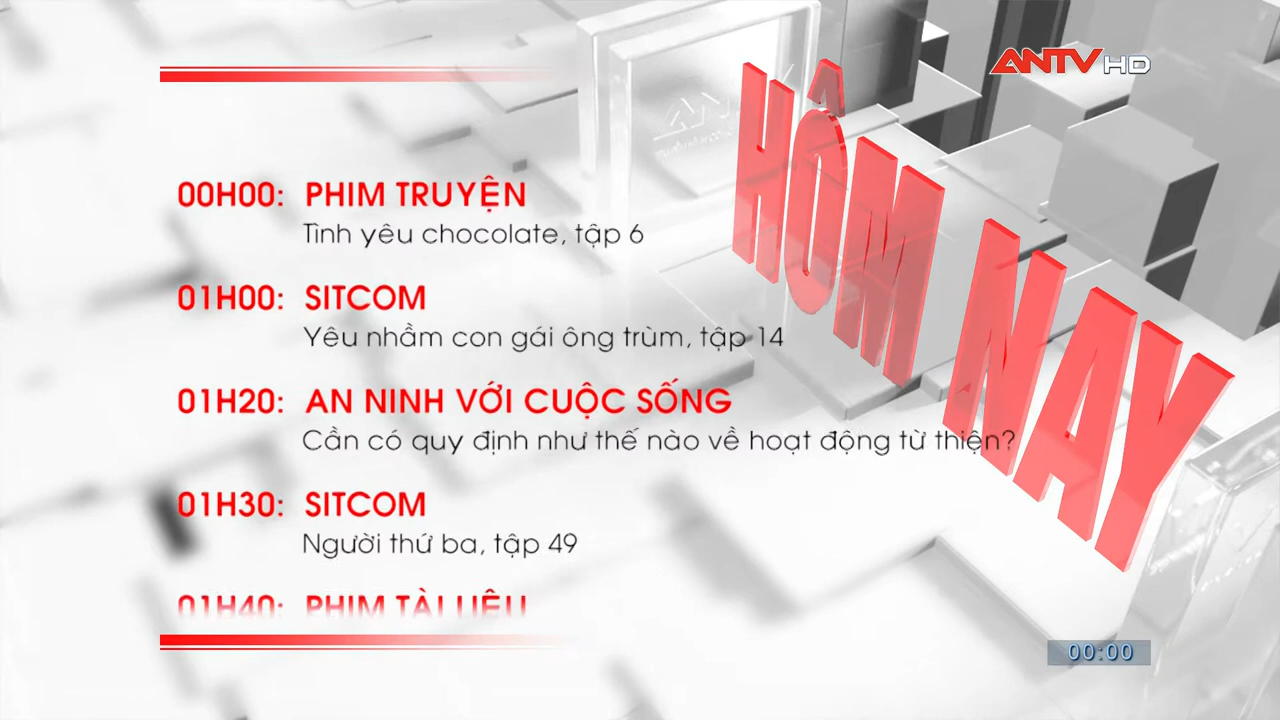 ANTV HD
HÔM NAY
00H00: PHIM TRUYỆN
Tình yêu chocolate, tập 6
01H00: SITCOM
Yêu nhầm con gái ông trùm, tập 14
01H20: AN NINH VỚI CUỘC SỐNG
Cần có quy định như thế nào về hoạt động từ thiện?
01H30: SITCOM
Người thứ ba, tập 49
01H40: PHIM TÀI LIỆU
00:00